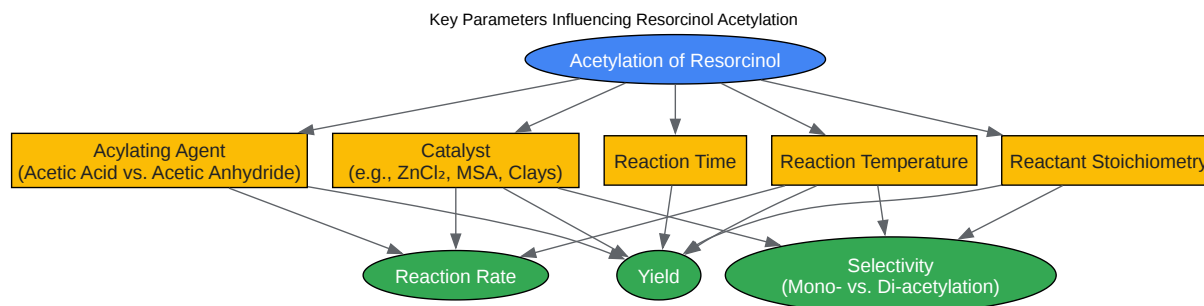 Key Parameters Influencing Resorcinol Acetylation
Acetylation of Resorcinol
Acylating Agent
(Acetic Acid vs. Acetic Anhydride)
Catalyst
(e.g., ZnCl₂, MSA, Clays)
Reaction Time
Reaction Temperature
Reactant Stoichiometry
Reaction Rate
Yield
Selectivity
(Mono- vs. Di-acetylation)